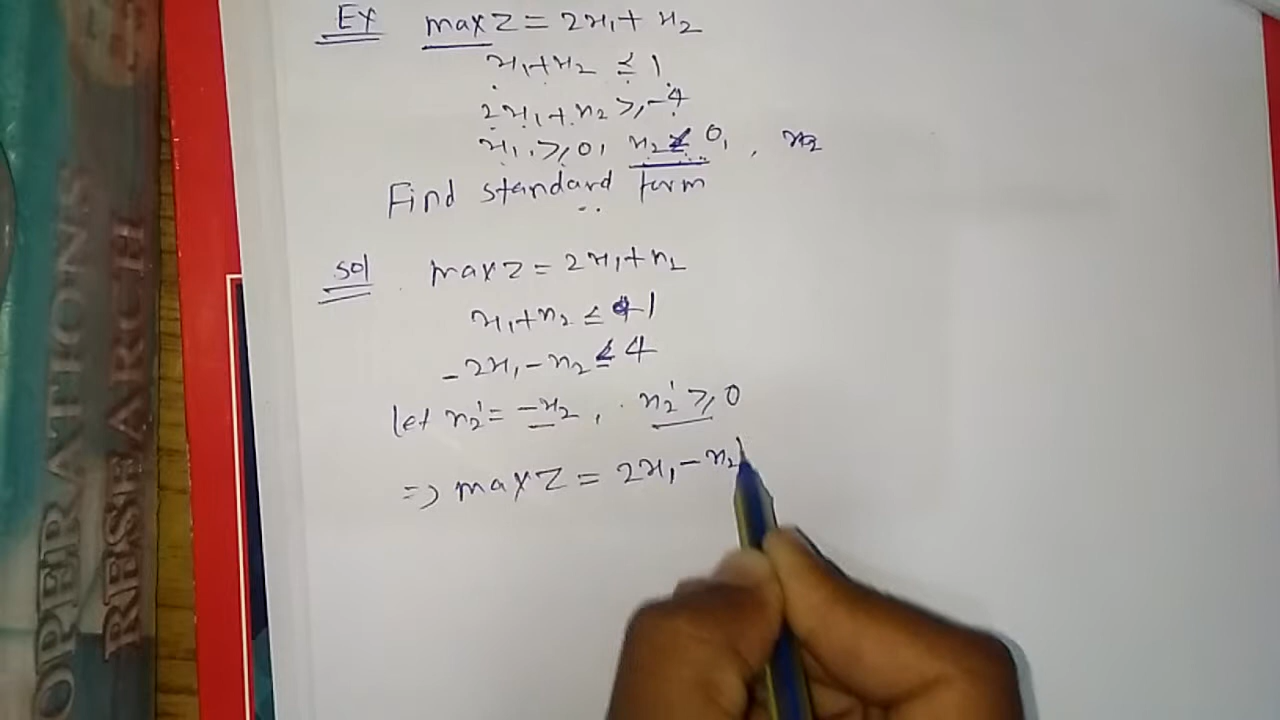 Ex max Z = 2x₁ + x₂
x₁ + x₂ ≤ 1
2x₁ + x₂ ≥ -4
x₁ ≥ 0, x₂ ≤ 0, , x₂
Find standard form
Sol max Z = 2x₁ + x₂
x₁ + x₂ ≤ 1
-2x₁ - x₂ ≤ 4
let x₂' = -x₂, x₂' ≥ 0
=> max Z = 2x₁ - x₂'
OPERATIONS
RESEARCH